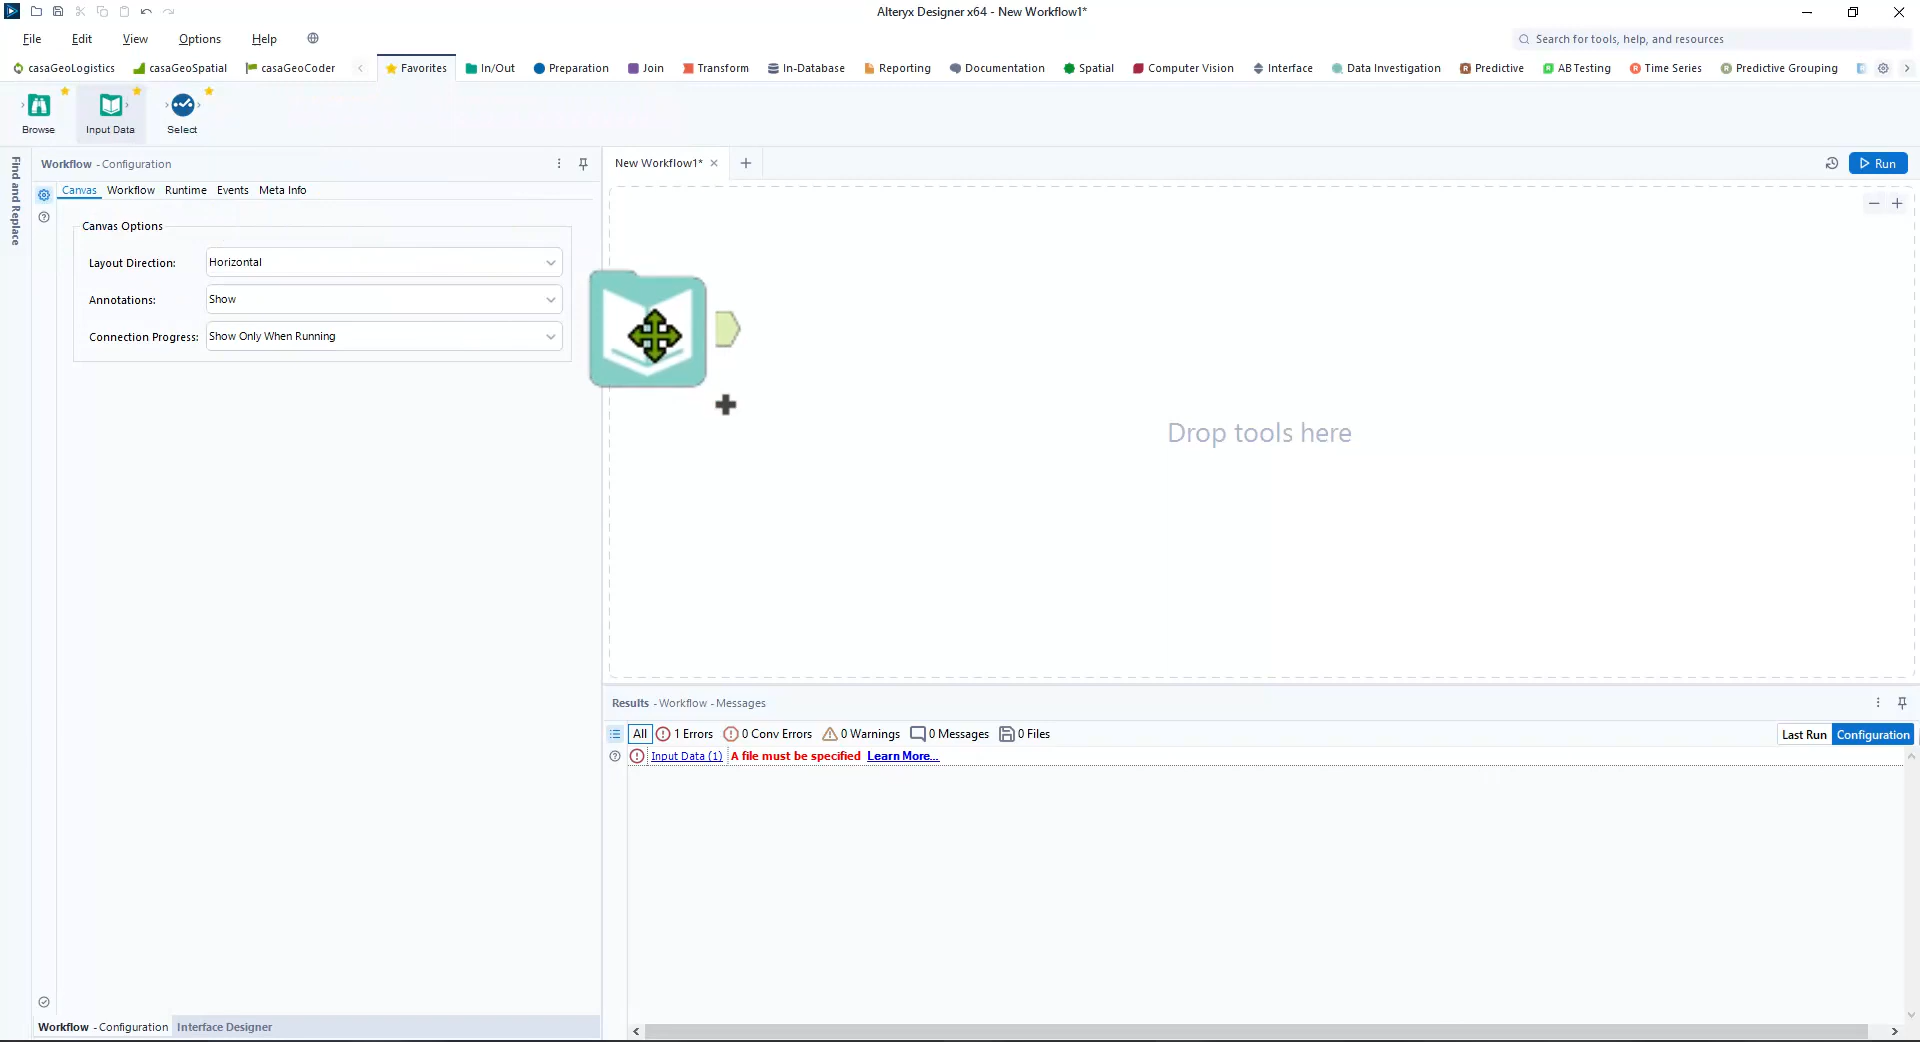 Alteryx Designer x64 - New Workflow1*
File Edit View Options Help
Search for tools, help, and resources
casaGeoLogistics casaGeoSpatial casaGeoCoder Favorites In/Out Preparation Join Transform In-Database Reporting Documentation Spatial Computer Vision Interface Data Investigation Predictive AB Testing Time Series Predictive Grouping
Browse Input Data Select
Find and Replace
Workflow - Configuration
New Workflow1*
Run
Canvas Workflow Runtime Events Meta Info
Canvas Options
Layout Direction: Horizontal
Annotations: Show
Connection Progress: Show Only When Running
Drop tools here
Results - Workflow - Messages
All 1 Errors 0 Conv Errors 0 Warnings 0 Messages 0 Files
Last Run Configuration
Input Data (1) A file must be specified Learn More...
Workflow - Configuration Interface Designer